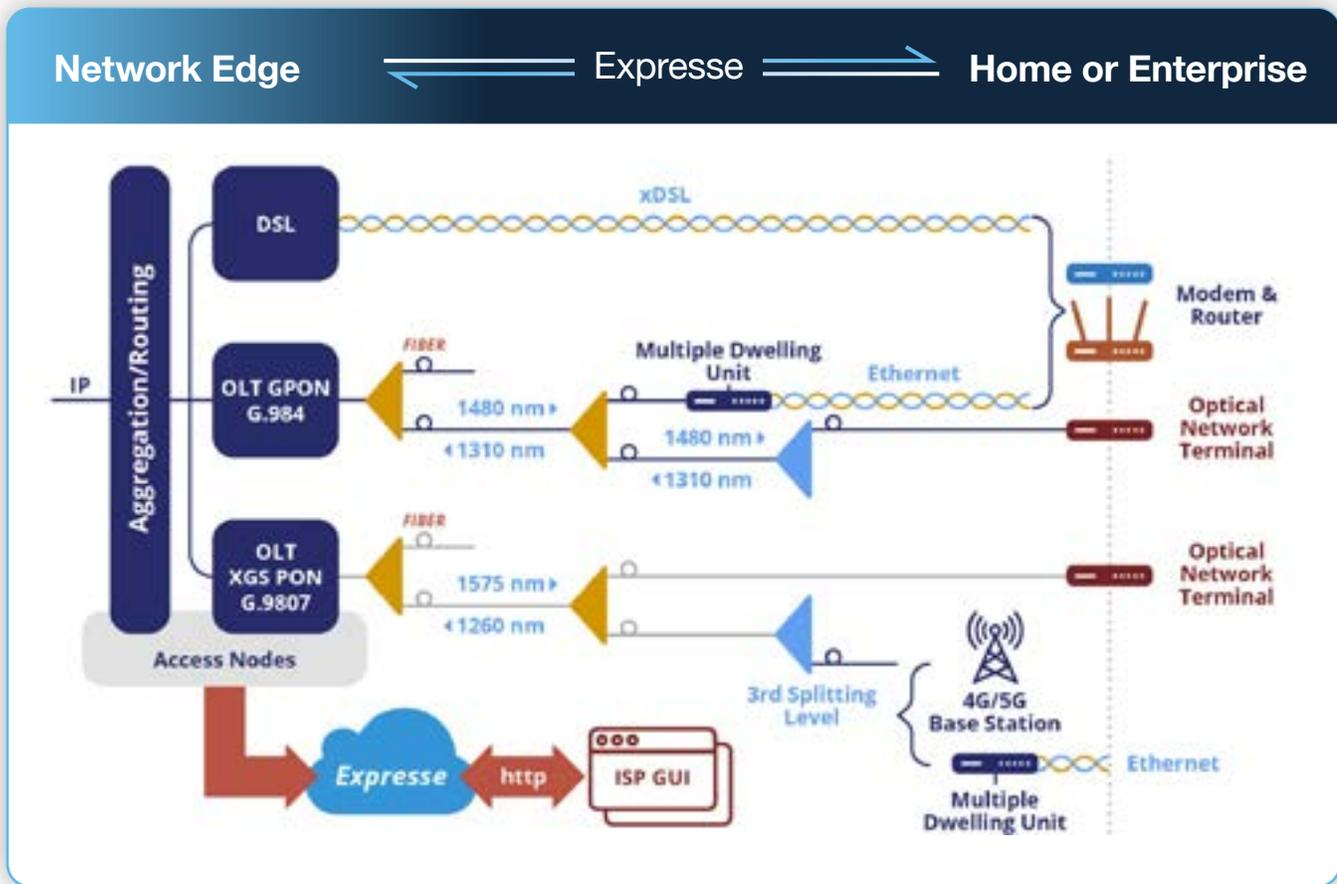 Network Edge
Expresse
Home or Enterprise
xDSL
DSL
Aggregation/Routing
Modem &
Router
FIBER
Multiple Dwelling
Unit
Ethernet
IP
OLT GPON
G.984
1480 nm
1310 nm
1480 nm
1310 nm
Optical
Network
Terminal
FIBER
OLT
XGS PON
G.9807
1575 nm
1260 nm
Optical
Network
Terminal
Access Nodes
3rd Splitting
Level
4G/5G
Base Station
Expresse
http
ISP GUI
Ethernet
Multiple
Dwelling Unit